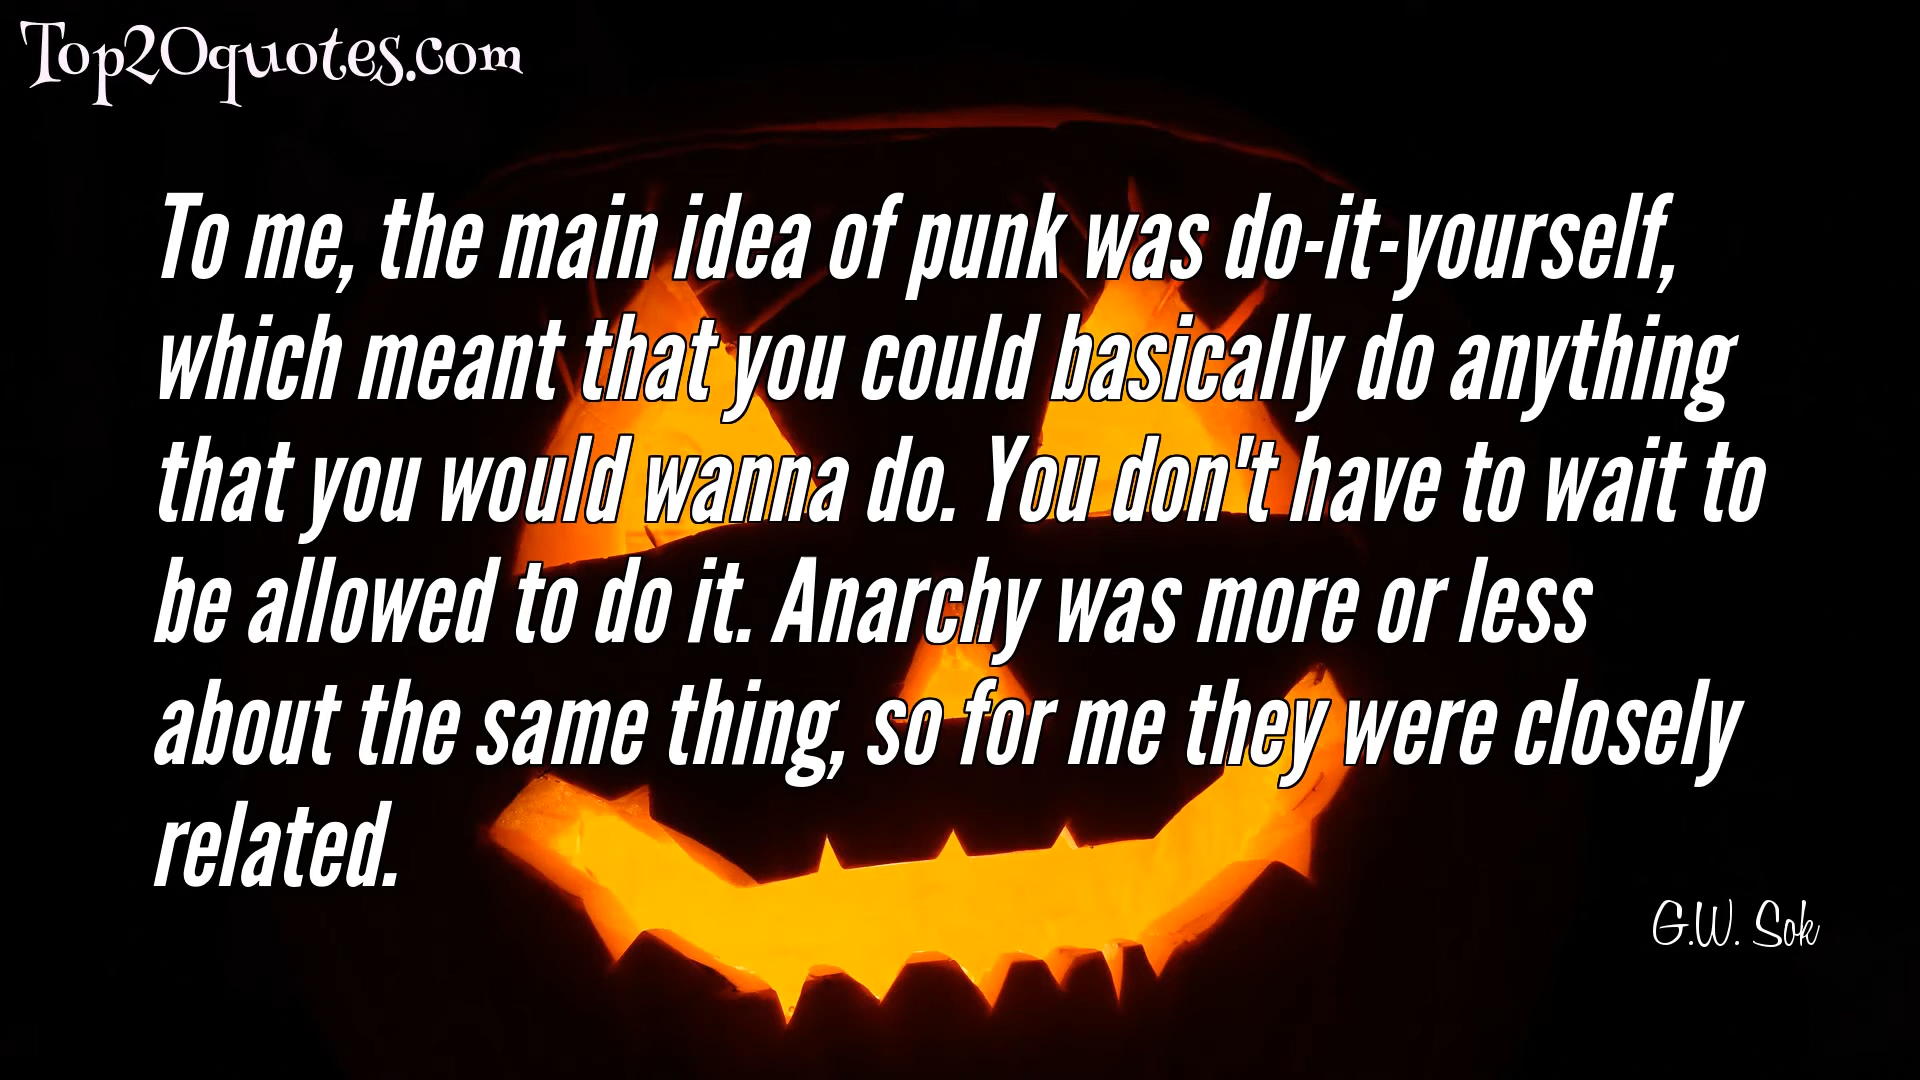 Top20quotes.com
To me, the main idea of punk was do-it-yourself,
which meant that you could basically do anything
that you would wanna do. You don't have to wait to
be allowed to do it. Anarchy was more or less
about the same thing, so for me they were closely
related.
G.W. Sok